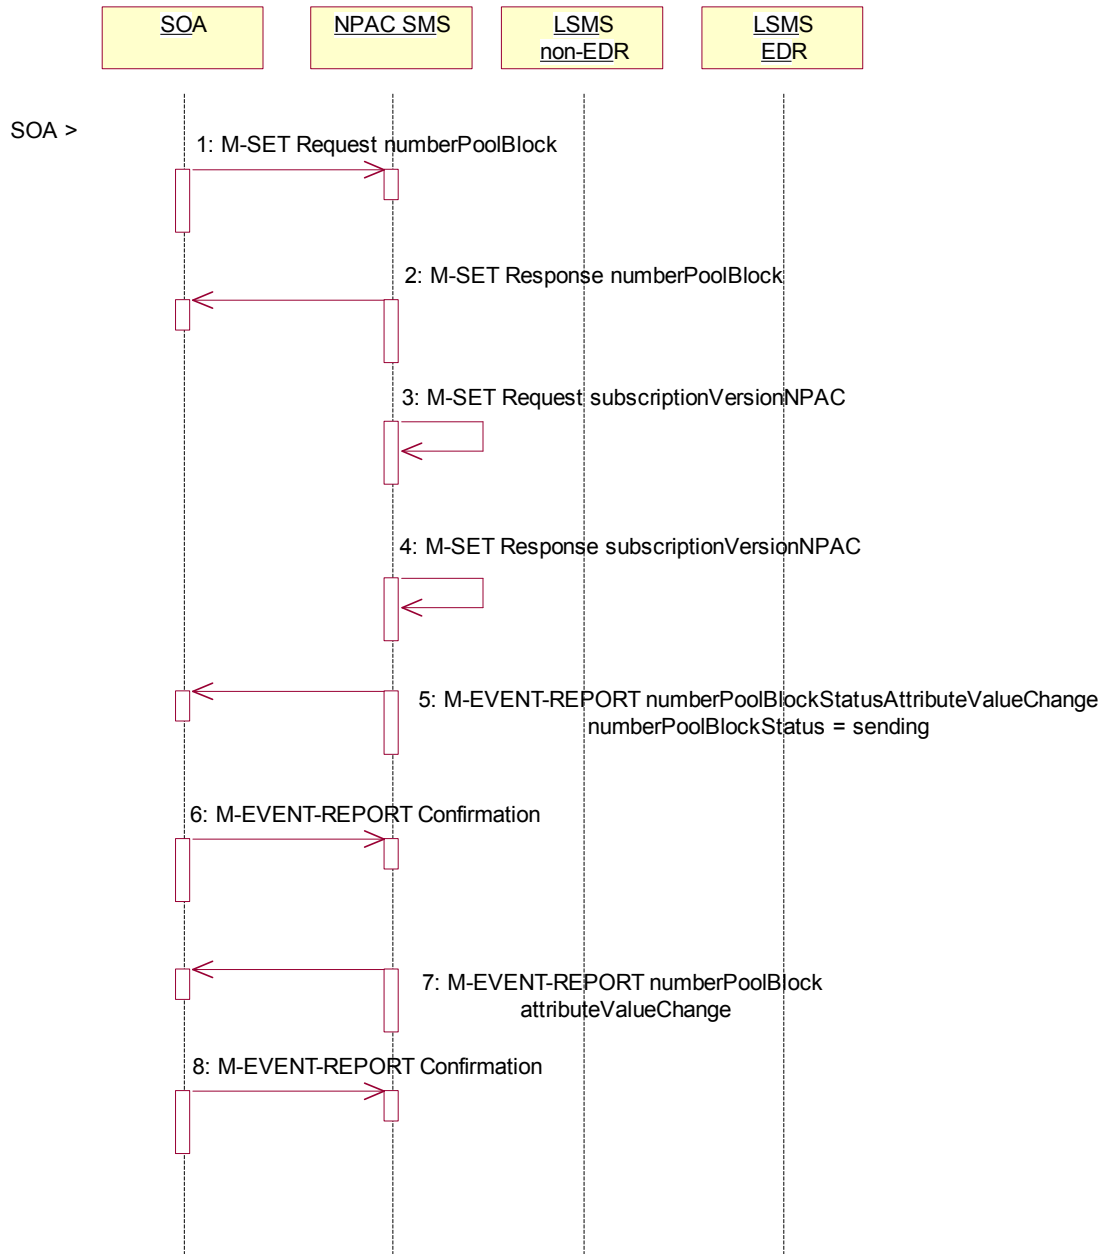 SOA
NPAC SMS
LSMS
non-EDR
LSMS
EDR
SOA >
1: M-SET Request numberPoolBlock
2: M-SET Response numberPoolBlock
3: M-SET Request subscriptionVersionNPAC
4: M-SET Response subscriptionVersionNPAC
5: M-EVENT-REPORT numberPoolBlockStatusAttributeValueChange
numberPoolBlockStatus = sending
6: M-EVENT-REPORT Confirmation
7: M-EVENT-REPORT numberPoolBlock
attributeValueChange
8: M-EVENT-REPORT Confirmation